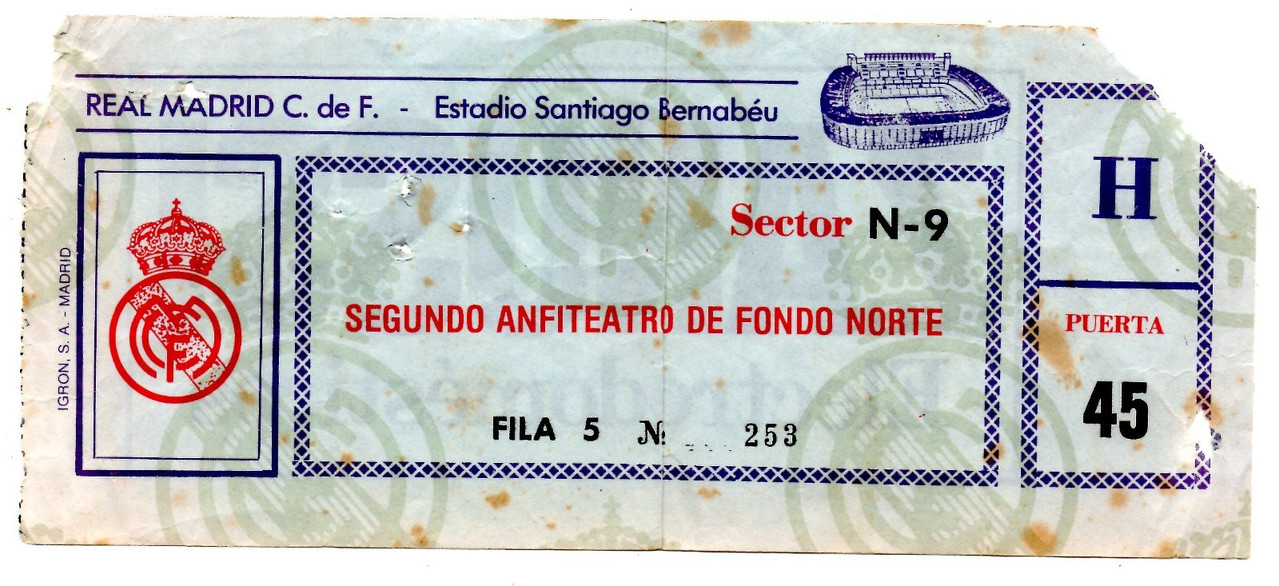 REAL MADRID C. de F. - Estadio Santiago Bernabéu
H
IGRON, S. A. - MADRID
Sector N-9
SEGUNDO ANFITEATRO DE FONDO NORTE
PUERTA
45
FILA 5 № 253